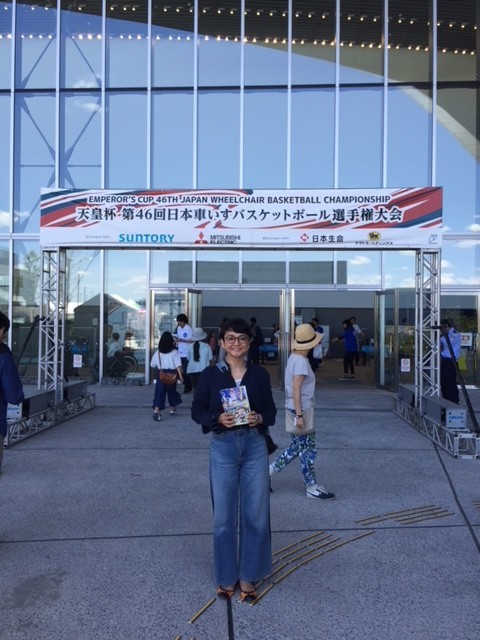 EMPEROR'S CUP 46TH JAPAN WHEELCHAIR BASKETBALL CHAMPIONSHIP
天皇杯 第46回日本車いすバスケットボール選手権大会
SUNTORY MITSUBISHI ELECTRIC 日本生命